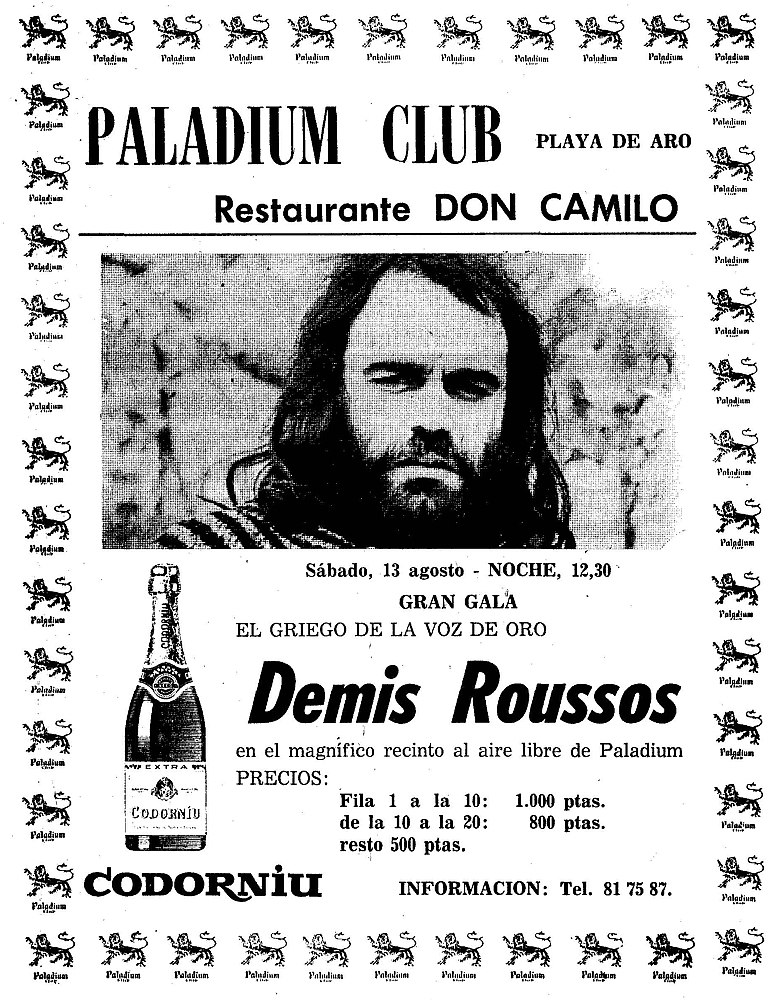 PALADIUM CLUB PLAYA DE ARO
Restaurante DON CAMILO
Sábado, 13 agosto - NOCHE, 12,30
GRAN GALA
EL GRIEGO DE LA VOZ DE ORO
Demis Roussos
en el magnífico recinto al aire libre de Paladium
PRECIOS:
Fila 1 a la 10: 1.000 ptas.
de la 10 a la 20: 800 ptas.
resto 500 ptas.
CODORNIU
EXTRA
CODORNÍU
CODORNIU
INFORMACION: Tel. 81 75 87.
Paladium